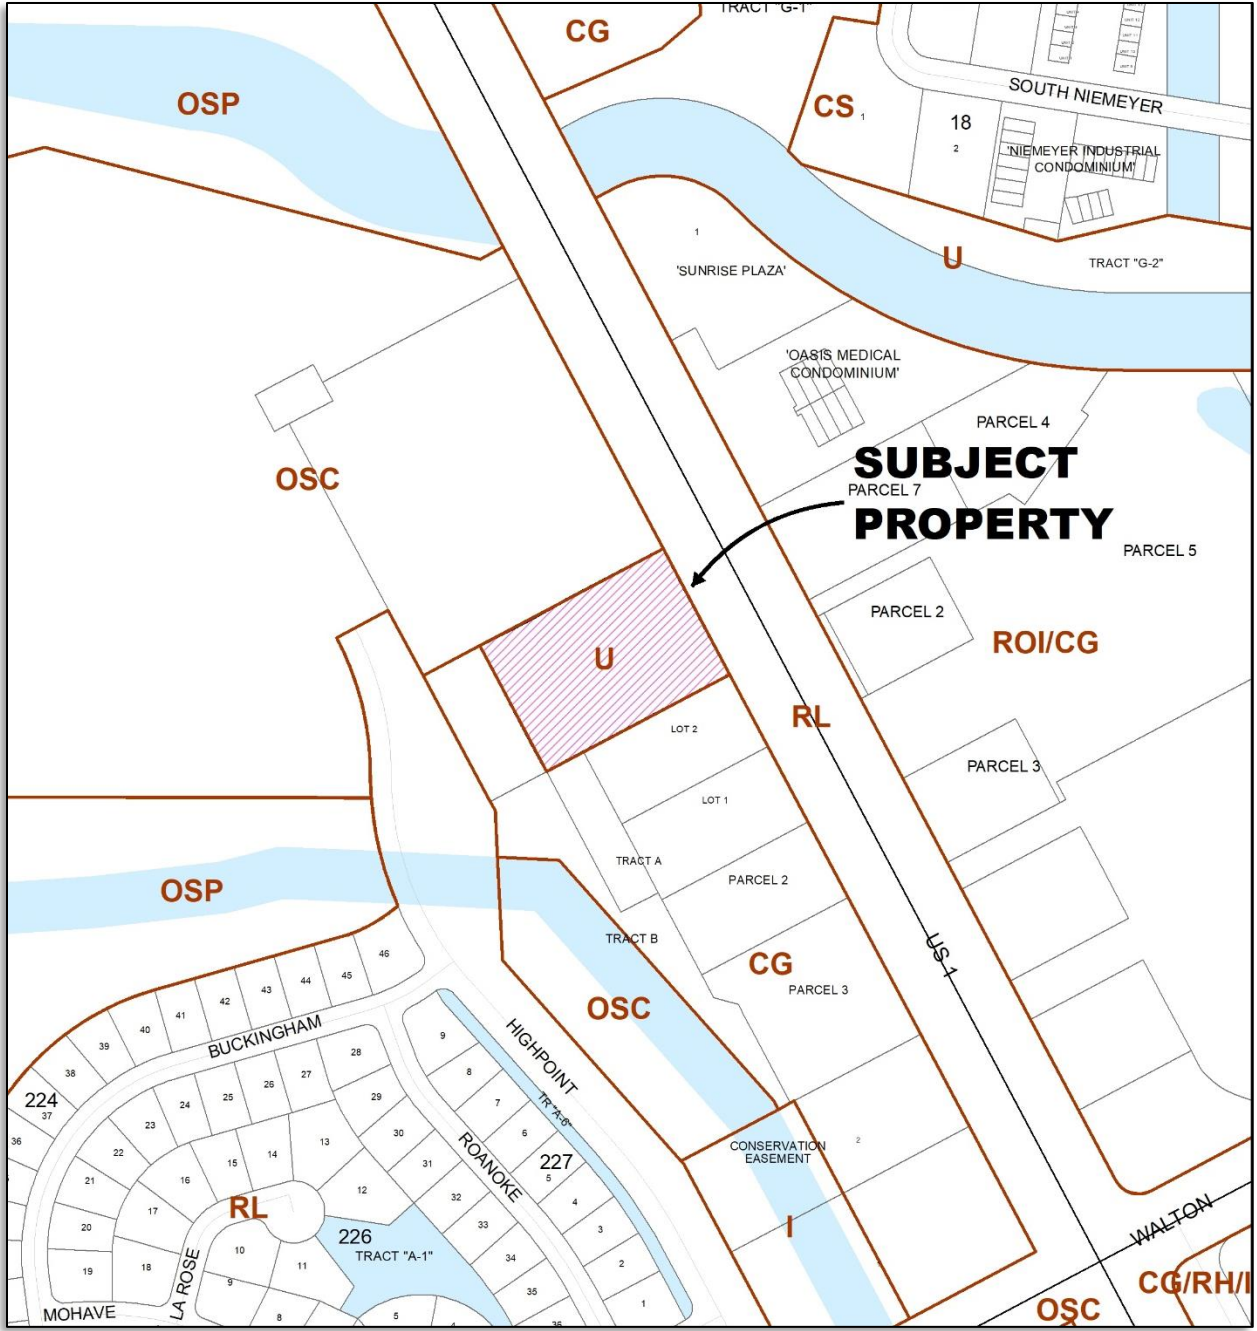 TRACT "G-1"
CG
OSP
CS
1
SOUTH NIEMEYER
18
2
'NIEMEYER INDUSTRIAL
CONDOMINIUM'
1
'SUNRISE PLAZA'
U
TRACT "G-2"
'OASIS MEDICAL
CONDOMINIUM'
PARCEL 4
SUBJECT
PROPERTY
PARCEL 7
OSC
PARCEL 5
PARCEL 2
ROI/CG
U
RL
LOT 2
PARCEL 3
LOT 1
TRACT A
PARCEL 2
OSP
TRACT B
US 1
CG
PARCEL 3
OSC
46
45
44
43
42
41
40
39
38
BUCKINGHAM
HIGHPOINT
224
37
36
9
8
7
6
TR "A-6"
227
5
4
3
2
1
28
27
26
25
24
23
22
21
20
19
29
30
31
32
33
34
35
36
ROANOKE
13
14
15
16
17
18
12
11
10
9
8
RL
226
TRACT "A-1"
5
4
LA ROSE
MOHAVE
CONSERVATION
EASEMENT
2
I
WALTON
CG/RH/I
OSC